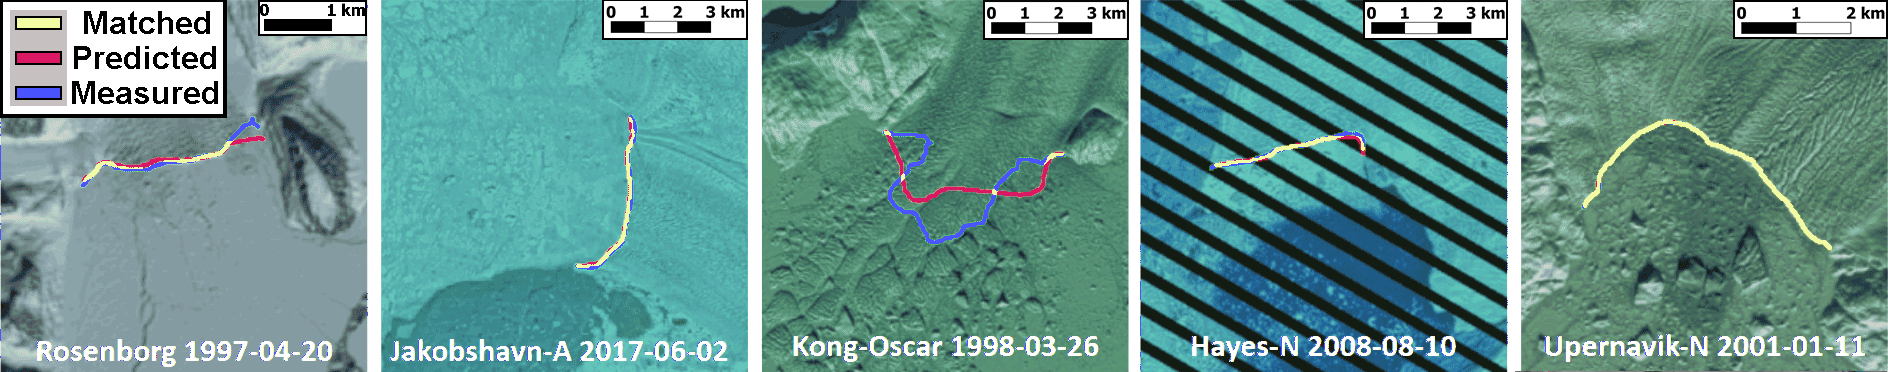 Matched
Predicted
Measured
0 1 km
Rosenborg 1997-04-20
0 1 2 3 km
Jakobshavn-A 2017-06-02
0 1 2 3 km
Kong-Oscar 1998-03-26
0 1 2 3 km
Hayes-N 2008-08-10
0 1 2 km
Upernavik-N 2001-01-11